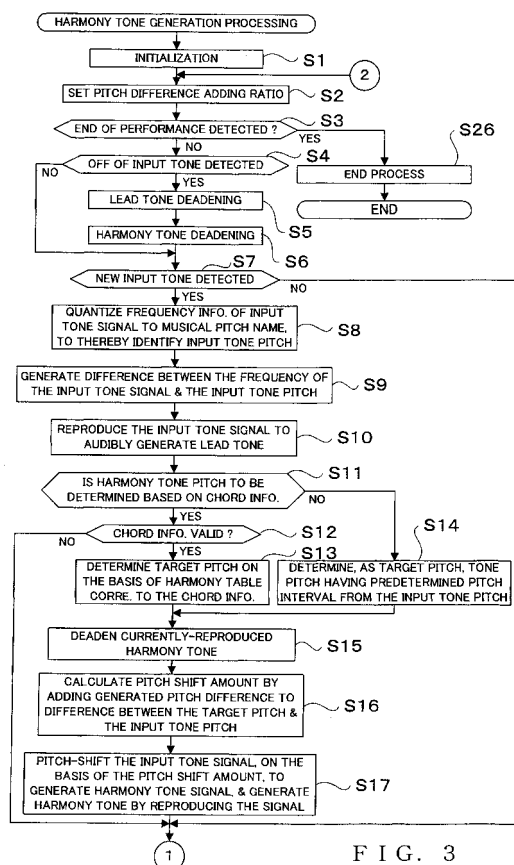 HARMONY TONE GENERATION PROCESSING
INITIALIZATION
S1
2
SET PITCH DIFFERENCE ADDING RATIO
S2
END OF PERFORMANCE DETECTED ?
S3
YES
S26
NO
OFF OF INPUT TONE DETECTED
S4
END PROCESS
NO
YES
LEAD TONE DEADENING
S5
END
HARMONY TONE DEADENING
S6
NEW INPUT TONE DETECTED
S7
NO
YES
QUANTIZE FREQUENCY INFO. OF INPUT
TONE SIGNAL TO MUSICAL PITCH NAME,
TO THEREBY IDENTIFY INPUT TONE PITCH
S8
GENERATE DIFFERENCE BETWEEN THE FREQUENCY OF
THE INPUT TONE SIGNAL & THE INPUT TONE PITCH
S9
REPRODUCE THE INPUT TONE SIGNAL TO
AUDIBLY GENERATE LEAD TONE
S10
IS HARMONY TONE PITCH TO BE
DETERMINED BASED ON CHORD INFO.
S11
NO
YES
CHORD INFO. VALID ?
S12
NO
YES
S13
S14
DETERMINE TARGET PITCH ON
THE BASIS OF HARMONY TABLE
CORRE. TO THE CHORD INFO.
DETERMINE, AS TARGET PITCH, TONE
PITCH HAVING PREDETERMINED PITCH
INTERVAL FROM THE INPUT TONE PITCH
DEADEN CURRENTLY-REPRODUCED
HARMONY TONE
S15
CALCULATE PITCH SHIFT AMOUNT BY
ADDING GENERATED PITCH DIFFERENCE TO
DIFFERENCE BETWEEN THE TARGET PITCH &
THE INPUT TONE PITCH
S16
PITCH-SHIFT THE INPUT TONE SIGNAL, ON THE
BASIS OF THE PITCH SHIFT AMOUNT, TO
GENERATE HARMONY TONE SIGNAL, & GENERATE
HARMONY TONE BY REPRODUCING THE SIGNAL
S17
1
FIG. 3